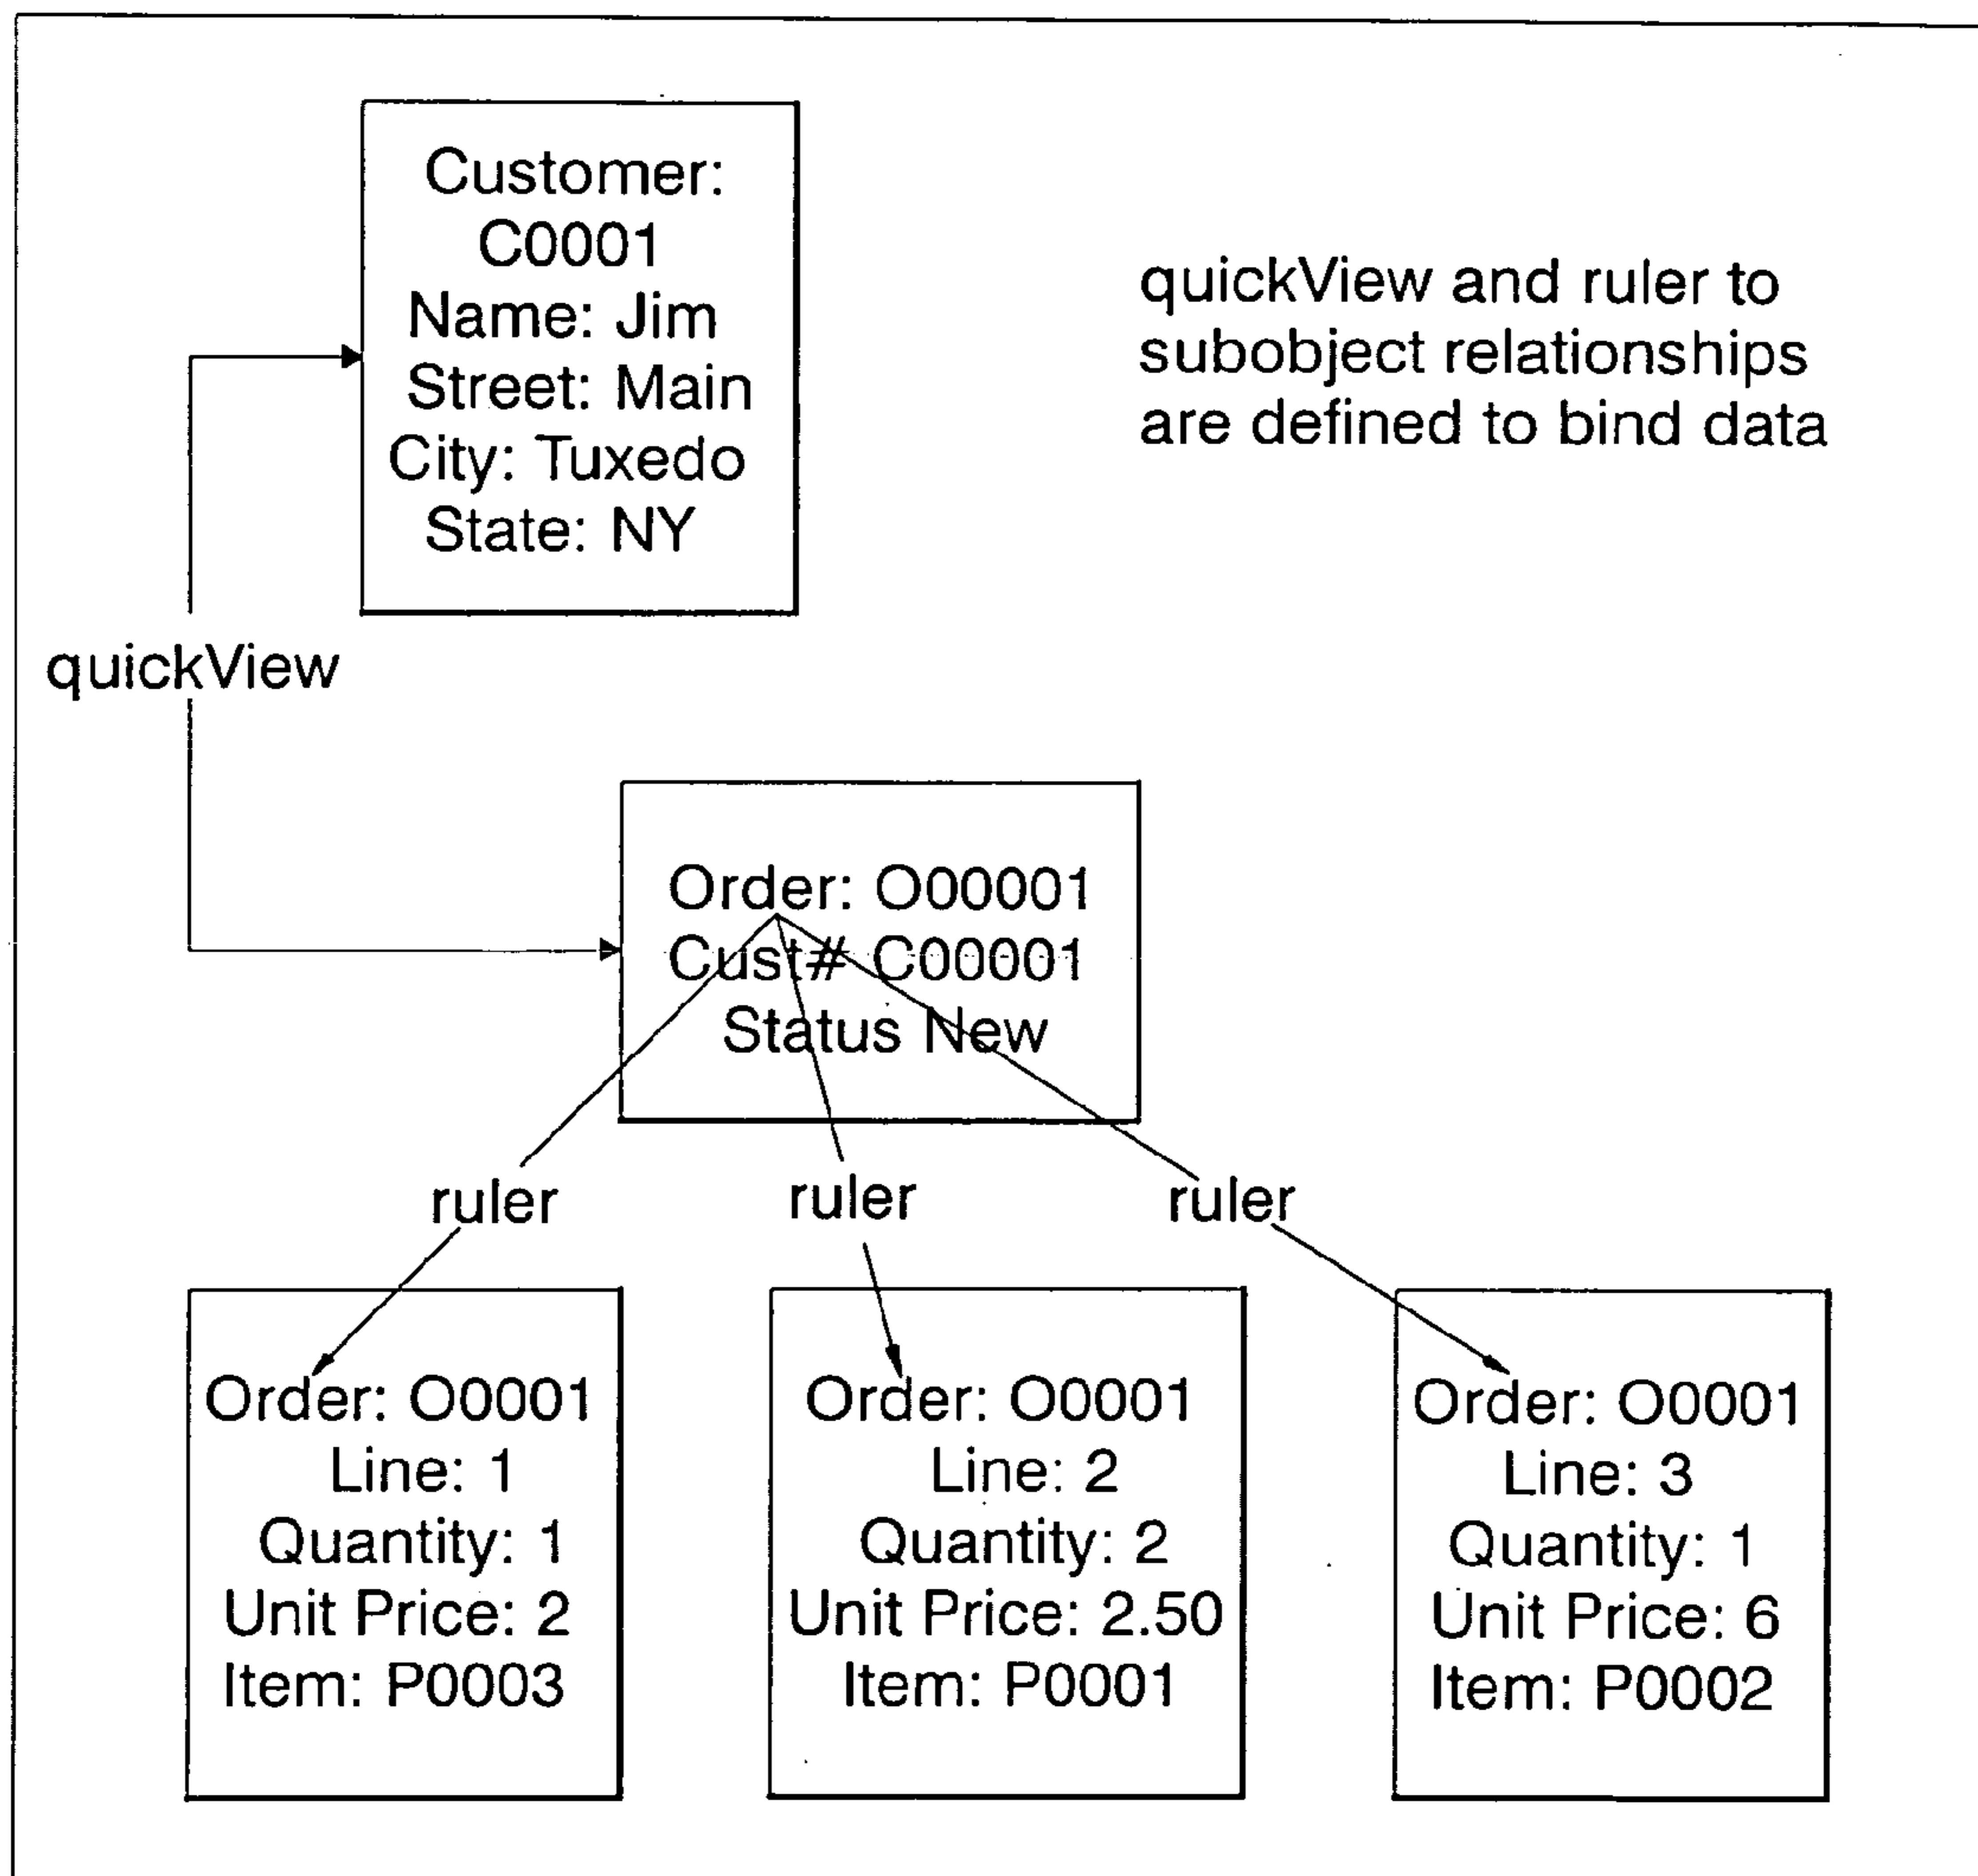 Customer:
C0001
Name: Jim
Street: Main
City: Tuxedo
State: NY
quickView and ruler to
subobject relationships
are defined to bind data
quickView
Order: O00001
Cust# C00001
Status New
ruler
ruler
ruler
Order: O0001
Line: 1
Quantity: 1
Unit Price: 2
Item: P0003
Order: O0001
Line: 2
Quantity: 2
Unit Price: 2.50
Item: P0001
Order: O0001
Line: 3
Quantity: 1
Unit Price: 6
Item: P0002